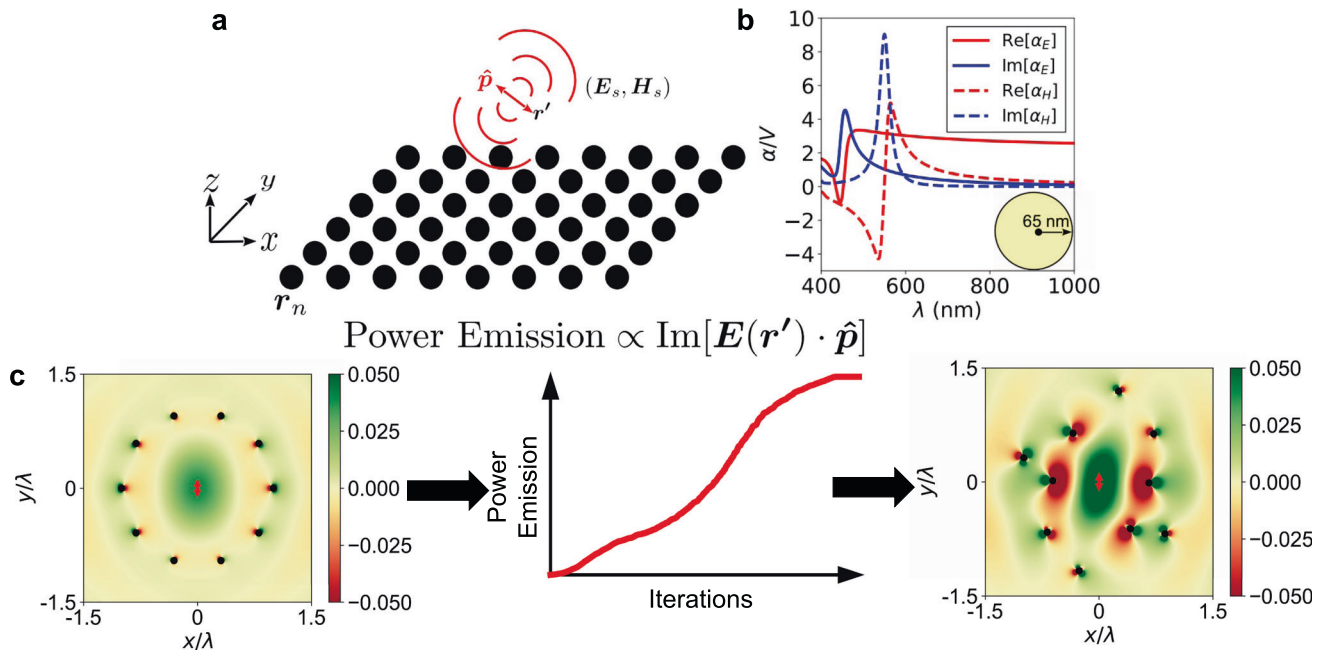 a
p̂
r′
(Eₛ, Hₛ)
z
y
x
rₙ
b
10
8
6
4
2
0
−2
−4
α/V
Re[α_E]
Im[α_E]
Re[α_H]
Im[α_H]
65 nm
400
600
800
1000
λ (nm)
Power Emission ∝ Im[E(r′) · p̂]
c
1.5
0
-1.5
y/λ
-1.5
0
1.5
x/λ
0.050
0.025
0.000
−0.025
−0.050
Power
Emission
Iterations
1.5
0
-1.5
y/λ
-1.5
0
1.5
x/λ
0.050
0.025
0.000
−0.025
−0.050